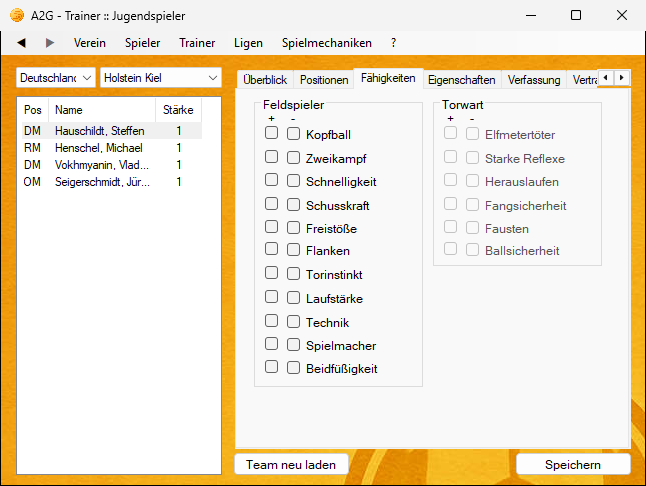 A2G - Trainer :: Jugendspieler
Verein Spieler Trainer Ligen Spielmechaniken ?
Deutschland Holstein Kiel
Pos Name Stärke
DM Hauschildt, Steffen 1
RM Henschel, Michael 1
DM Vokhmyanin, Vlad... 1
OM Seigerschmidt, Jür... 1
Überblick Positionen Fähigkeiten Eigenschaften Verfassung Vertra
Feldspieler
+ -
Kopfball
Zweikampf
Schnelligkeit
Schusskraft
Freistöße
Flanken
Torinstinkt
Laufstärke
Technik
Spielmacher
Beidfüßigkeit
Torwart
+ -
Elfmetertöter
Starke Reflexe
Herauslaufen
Fangsicherheit
Fausten
Ballsicherheit
Team neu laden Speichern